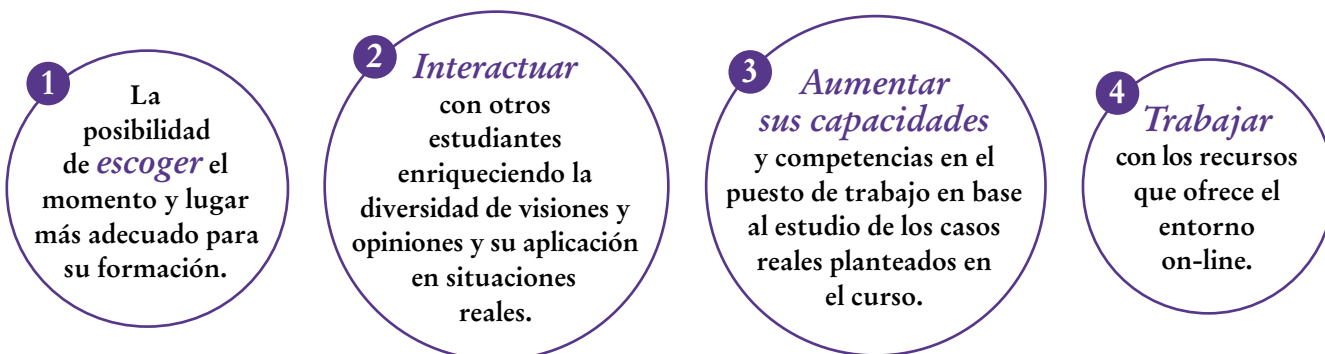 1
La
posibilidad
de escoger el
momento y lugar
más adecuado para
su formación.
2
Interactuar
con otros
estudiantes
enriqueciendo la
diversidad de visiones y
opiniones y su aplicación
en situaciones
reales.
3
Aumentar
sus capacidades
y competencias en el
puesto de trabajo en base
al estudio de los casos
reales planteados en
el curso.
4
Trabajar
con los recursos
que ofrece el
entorno
on-line.